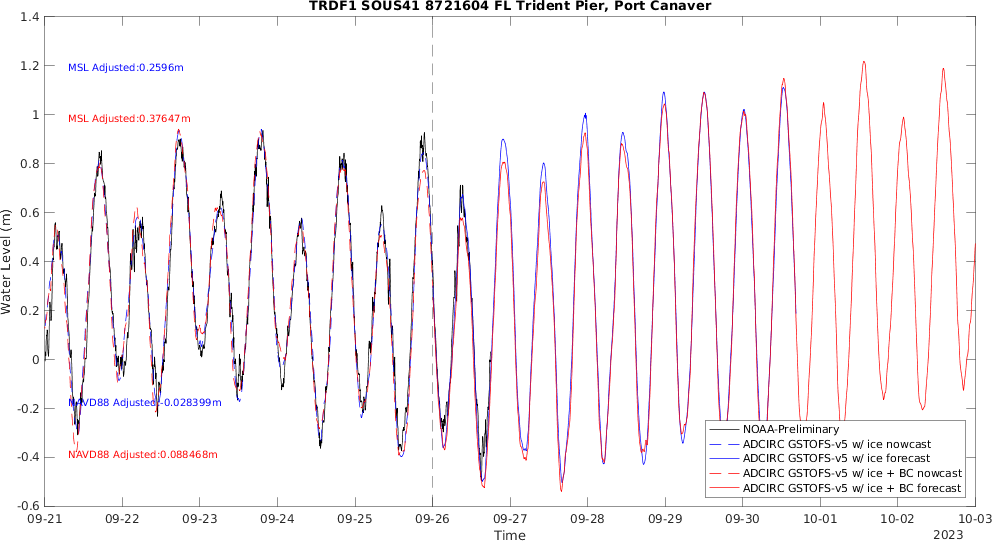 TRDF1 SOUS41 8721604 FL Trident Pier, Port Canaver
Water Level (m)
1.4
1.2
1
0.8
0.6
0.4
0.2
0
-0.2
-0.4
-0.6
MSL Adjusted:0.2596m
MSL Adjusted:0.37647m
NAVD88 Adjusted:-0.028399m
NAVD88 Adjusted:0.088468m
NOAA-Preliminary
ADCIRC GSTOFS-v5 w/ ice nowcast
ADCIRC GSTOFS-v5 w/ ice forecast
ADCIRC GSTOFS-v5 w/ ice + BC nowcast
ADCIRC GSTOFS-v5 w/ ice + BC forecast
09-21 09-22 09-23 09-24 09-25 09-26 09-27 09-28 09-29 09-30 10-01 10-02 10-03
Time
2023